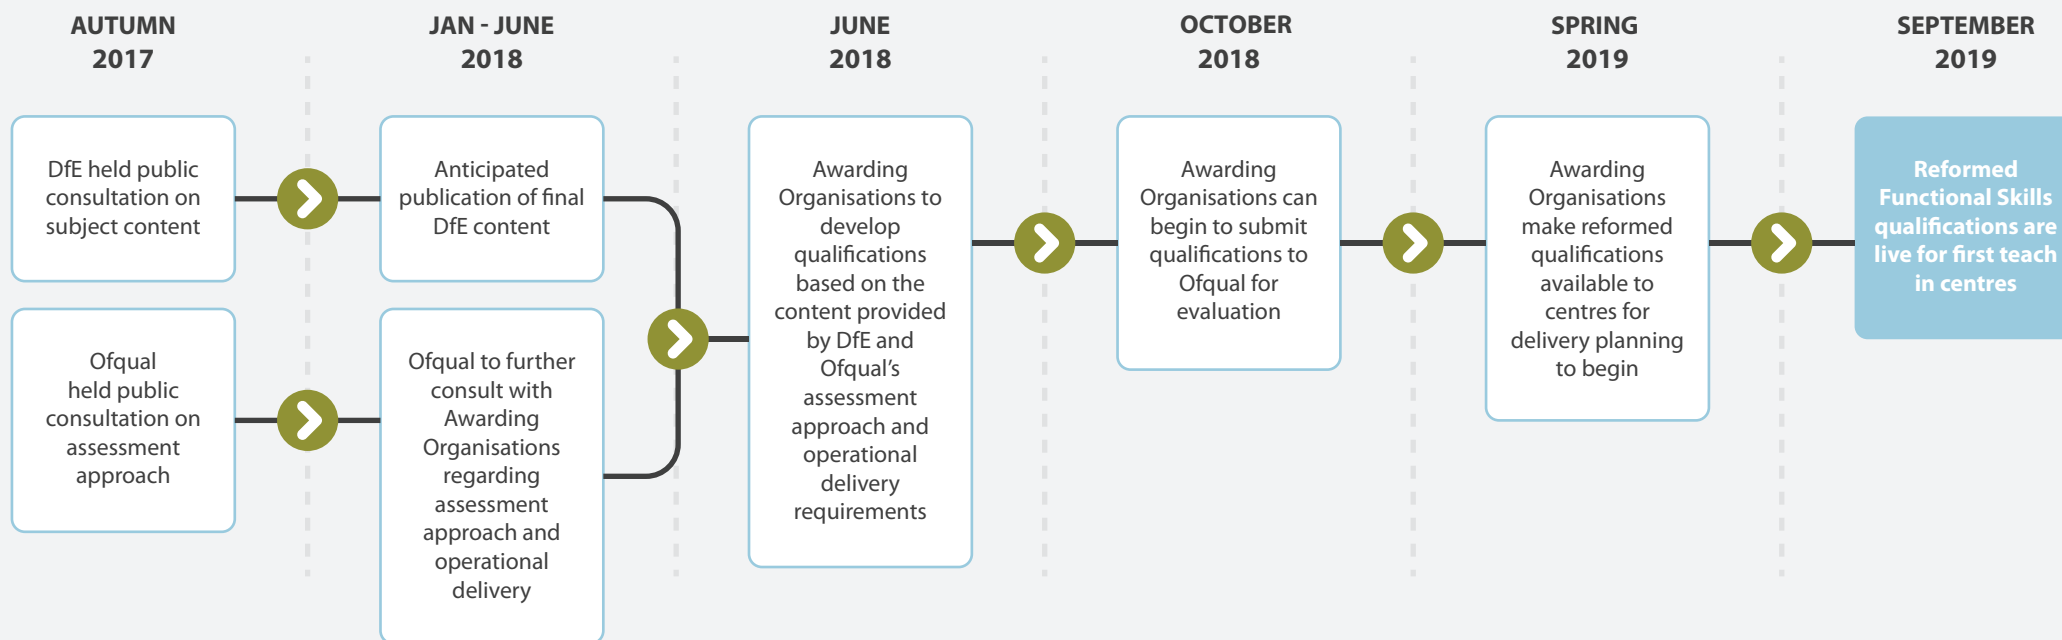 AUTUMN
2017
JAN - JUNE
2018
JUNE
2018
OCTOBER
2018
SPRING
2019
SEPTEMBER
2019
DfE held public
consultation on
subject content
Ofqual
held public
consultation on
assessment
approach
Anticipated
publication of final
DfE content
Ofqual to further
consult with
Awarding
Organisations
regarding
assessment
approach and
operational
delivery
Awarding
Organisations to
develop
qualifications
based on the
content provided
by DfE and
Ofqual’s
assessment
approach and
operational
delivery
requirements
Awarding
Organisations can
begin to submit
qualifications to
Ofqual for
evaluation
Awarding
Organisations
make reformed
qualifications
available to
centres for
delivery planning
to begin
Reformed
Functional Skills
qualifications are
live for first teach
in centres